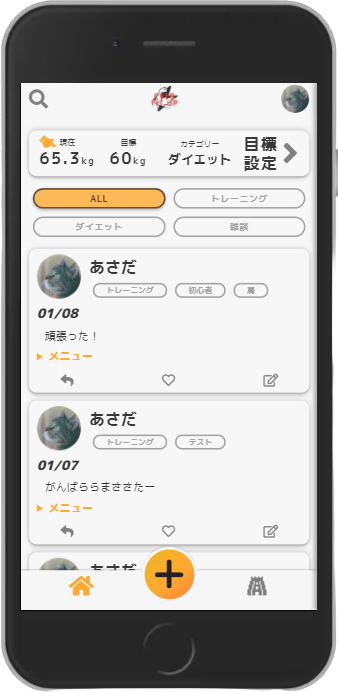 現在
目標
カテゴリー
目標
設定
65.3kg
60kg
ダイエット
ALL
トレーニング
ダイエット
雑談
あさだ
トレーニング
初心者
肩
01/08
頑張った！
メニュー
あさだ
トレーニング
テスト
01/07
がんばららまささたー
メニュー
あさだ